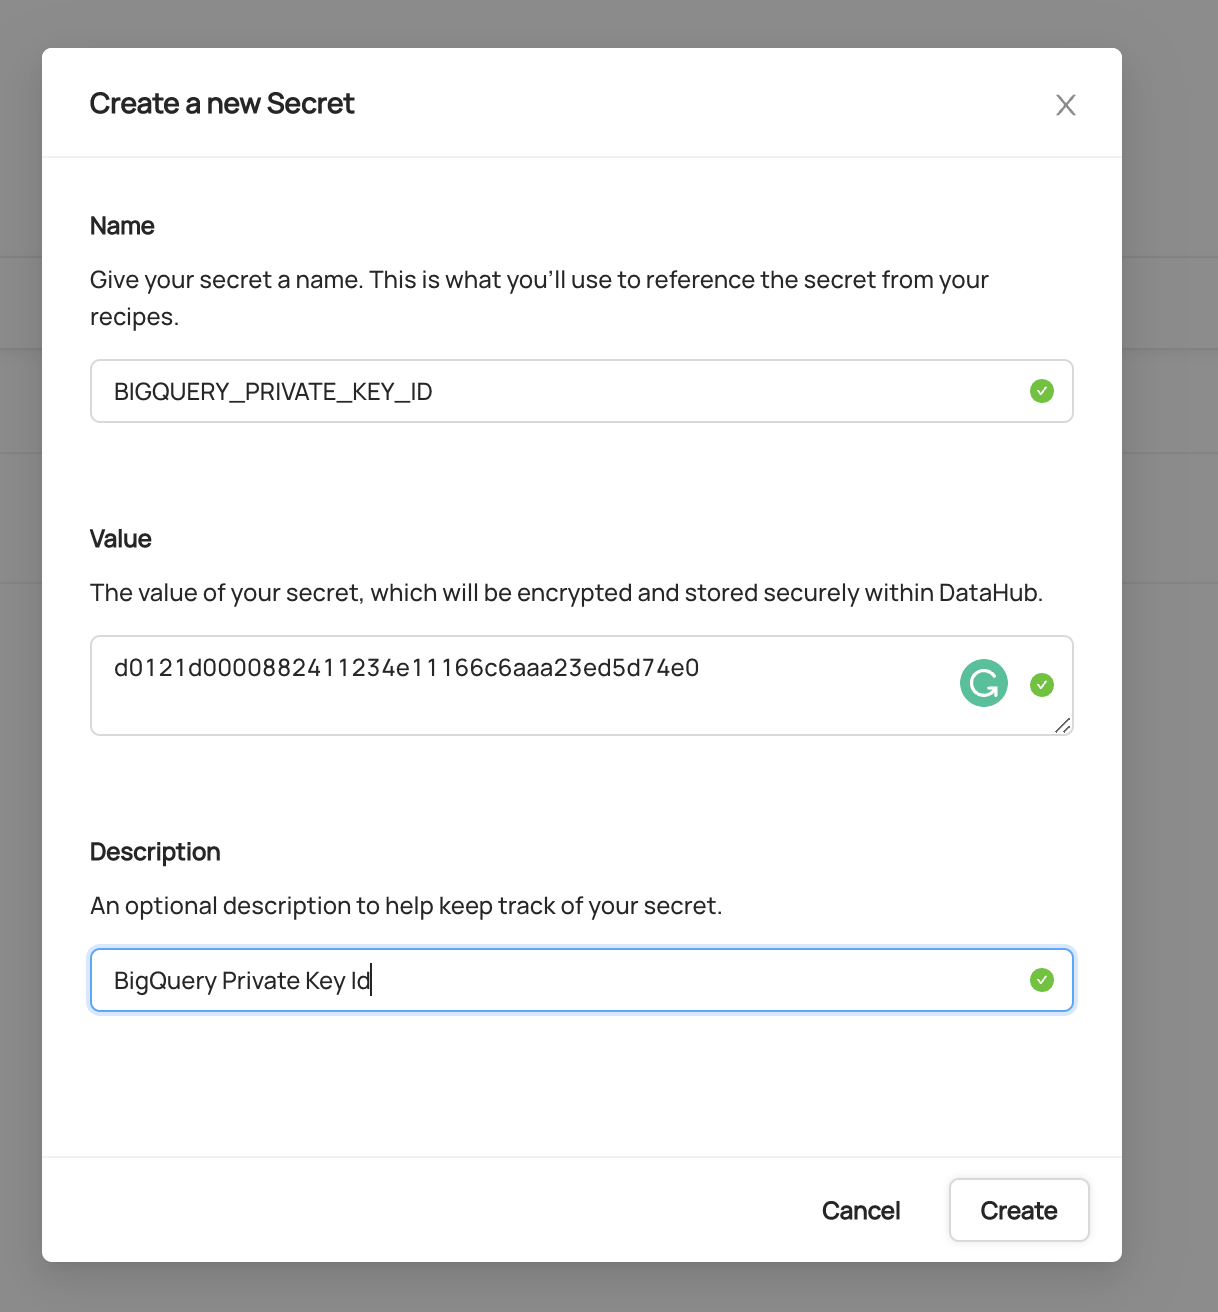 Create a new Secret
Name
Give your secret a name. This is what you'll use to reference the secret from your
recipes.
BIGQUERY_PRIVATE_KEY_ID
Value
The value of your secret, which will be encrypted and stored securely within DataHub.
d0121d0000882411234e11166c6aaa23ed5d74e0
Description
An optional description to help keep track of your secret.
BigQuery Private Key Id
Cancel
Create